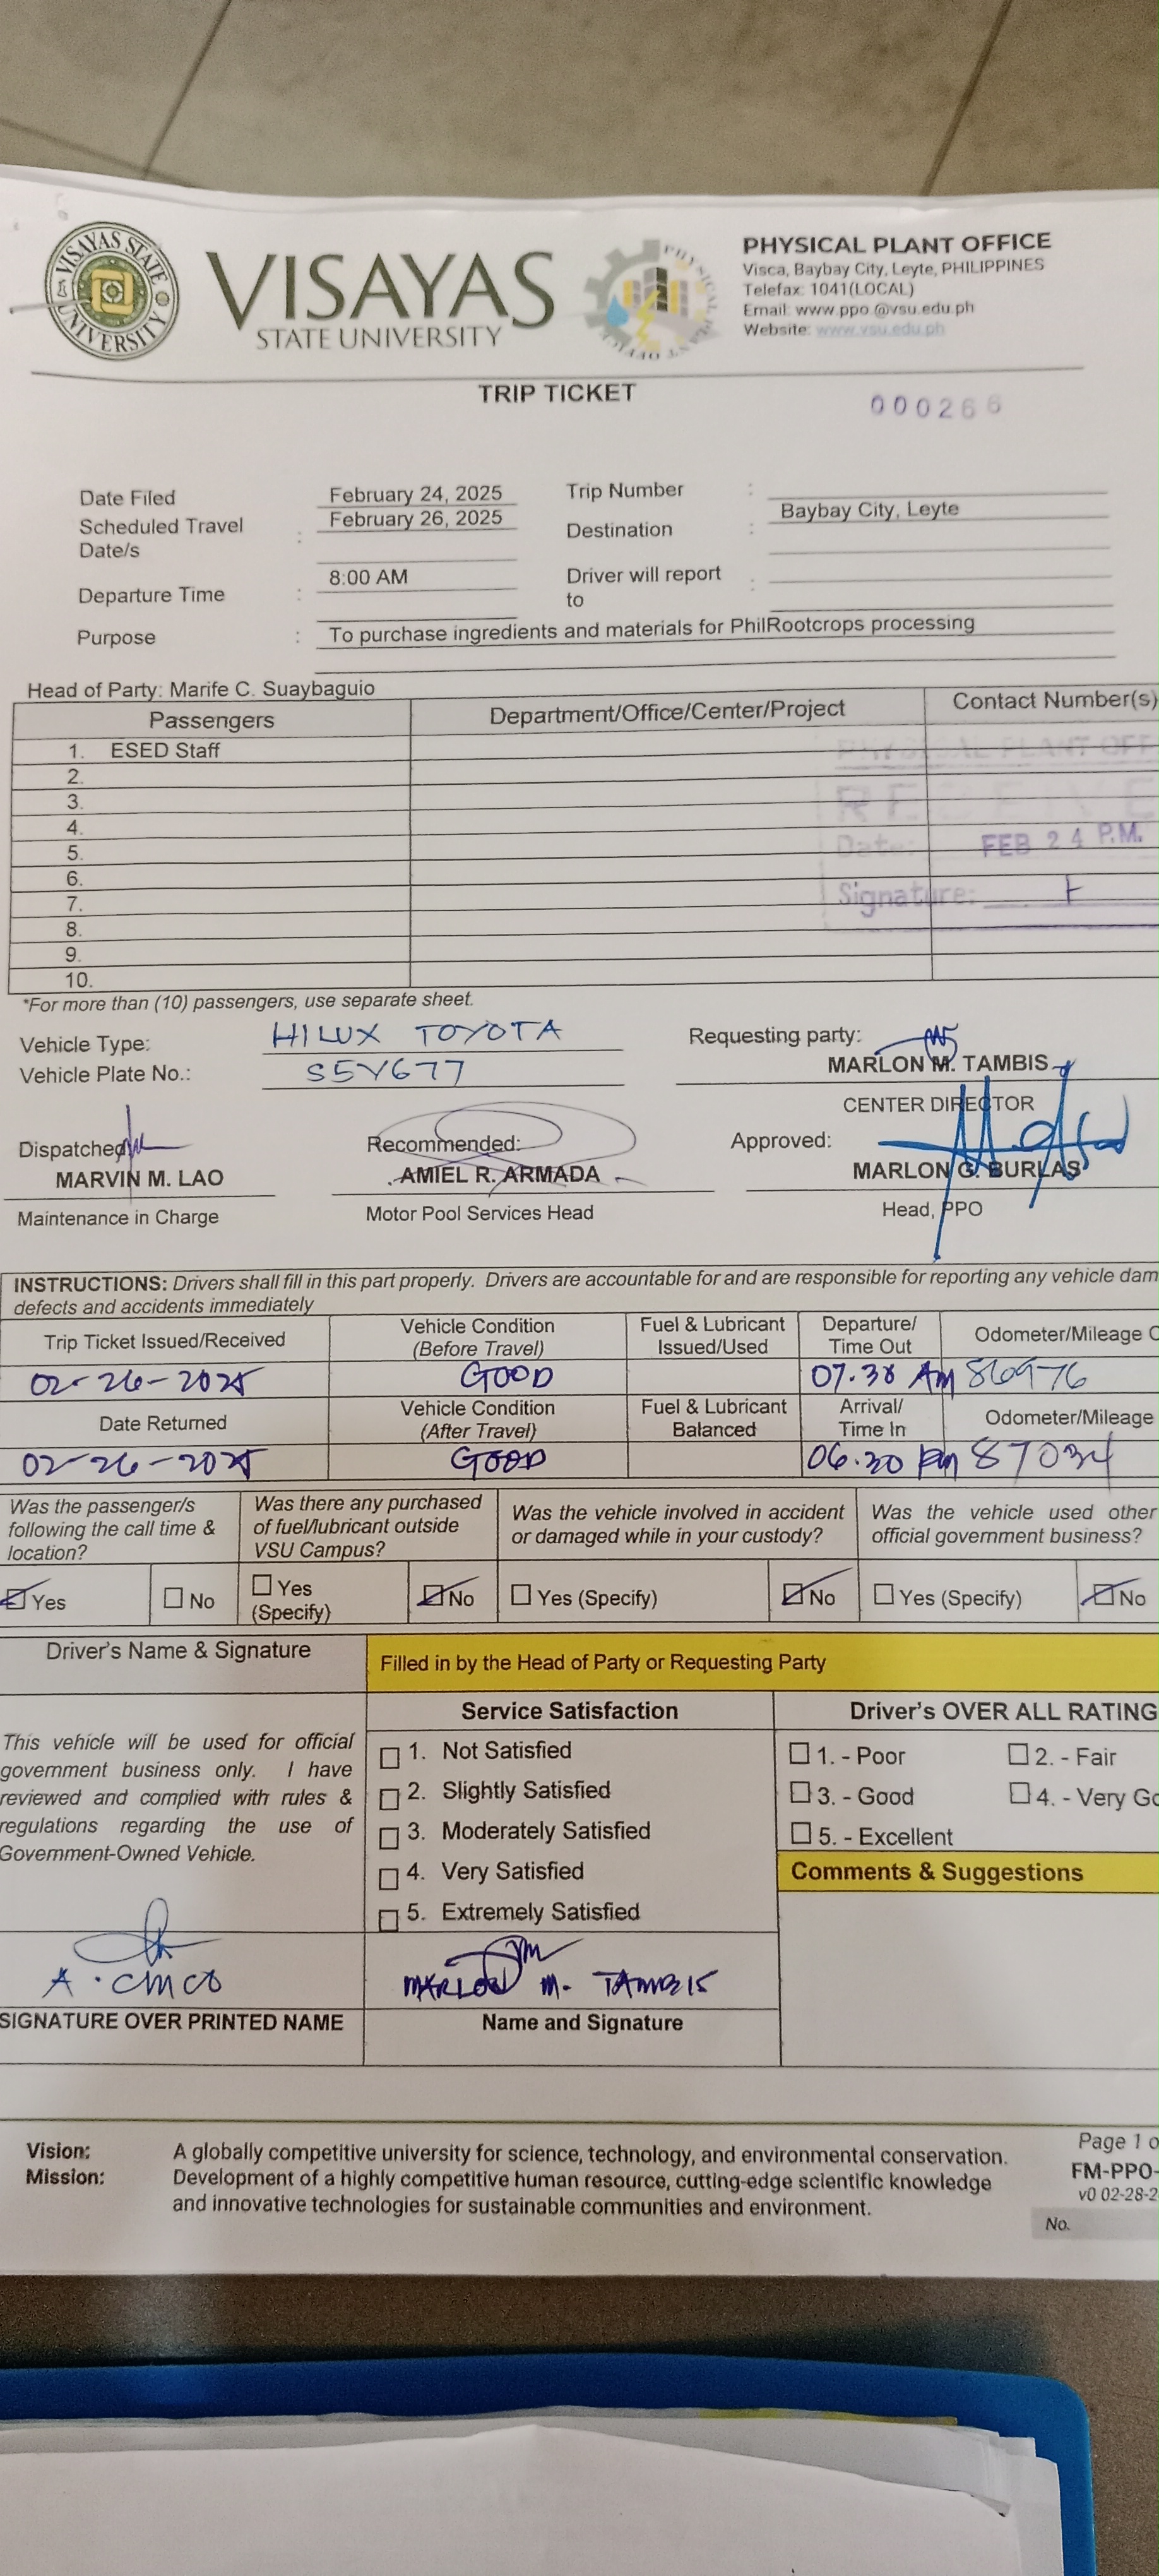 VISAYAS STATE UNIVERSITY
VISAYAS
STATE UNIVERSITY
PHYSICAL PLANT OFFICE
PHYSICAL PLANT OFFICE
Visca, Baybay City, Leyte, PHILIPPINES
Telefax: 1041(LOCAL)
Email: www.ppo @vsu.edu.ph
Website: www.vsu.edu.ph
TRIP TICKET
000266
Date Filed February 24, 2025 Trip Number :
Scheduled Travel Date/s : February 26, 2025 Destination : Baybay City, Leyte
Departure Time : 8:00 AM Driver will report to :
Purpose : To purchase ingredients and materials for PhilRootcrops processing
Head of Party: Marife C. Suaybaguio
Passengers Department/Office/Center/Project Contact Number(s)
1. ESED Staff
2.
3.
4.
5.
6.
7.
8.
9.
10.
PHYSICAL PLANT OFF
RECEIVE
Date: FEB 24 P.M.
Signature:
*For more than (10) passengers, use separate sheet.
Vehicle Type: HILUX TOYOTA
Vehicle Plate No.: S5Y677
Requesting party:
MARLON M. TAMBIS
CENTER DIRECTOR
Dispatched Recommended: Approved:
MARVIN M. LAO AMIEL R. ARMADA MARLON G. BURLAS
Maintenance in Charge Motor Pool Services Head Head, PPO
INSTRUCTIONS: Drivers shall fill in this part properly. Drivers are accountable for and are responsible for reporting any vehicle dam
defects and accidents immediately
Trip Ticket Issued/Received Vehicle Condition (Before Travel) Fuel & Lubricant Issued/Used Departure/ Time Out Odometer/Mileage O
02-26-2025 GOOD 07.30 AM 86976
Date Returned Vehicle Condition (After Travel) Fuel & Lubricant Balanced Arrival/ Time In Odometer/Mileage
02-26-2025 GOOD 06.30 PM 87034
Was the passenger/s following the call time & location?
Was there any purchased of fuel/lubricant outside VSU Campus?
Was the vehicle involved in accident or damaged while in your custody?
Was the vehicle used other official government business?
Yes No Yes (Specify) No Yes (Specify) No Yes (Specify) No
Driver's Name & Signature
Filled in by the Head of Party or Requesting Party
This vehicle will be used for official
government business only. I have
reviewed and complied with rules &
regulations regarding the use of
Government-Owned Vehicle.
Service Satisfaction
1. Not Satisfied
2. Slightly Satisfied
3. Moderately Satisfied
4. Very Satisfied
5. Extremely Satisfied
Driver's OVER ALL RATING
1. - Poor 2. - Fair
3. - Good 4. - Very Go
5. - Excellent
Comments & Suggestions
A. CINCO
MARLON M. TAMBIS
SIGNATURE OVER PRINTED NAME
Name and Signature
Vision: A globally competitive university for science, technology, and environmental conservation.
Mission: Development of a highly competitive human resource, cutting-edge scientific knowledge
and innovative technologies for sustainable communities and environment.
Page 1 o
FM-PPO-
v0 02-28-2
No.